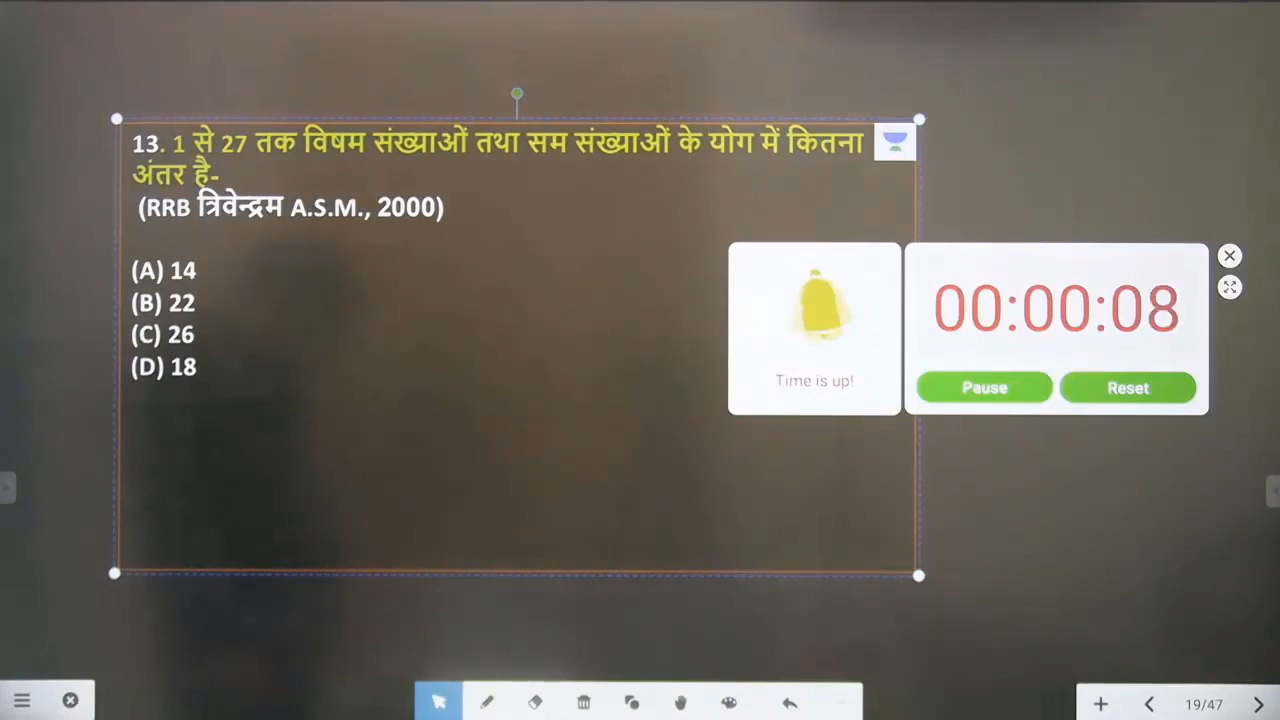 13. 1 से 27 तक विषम संख्याओं तथा सम संख्याओं के योग में कितना
अंतर है-
(RRB त्रिवेन्द्रम A.S.M., 2000)
(A) 14
(B) 22
(C) 26
(D) 18
00:00:08
Time is up!
Pause
Reset
19/47